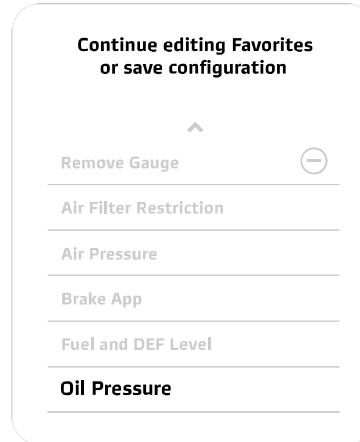 Continue editing Favorites
or save configuration
Remove Gauge
Air Filter Restriction
Air Pressure
Brake App
Fuel and DEF Level
Oil Pressure